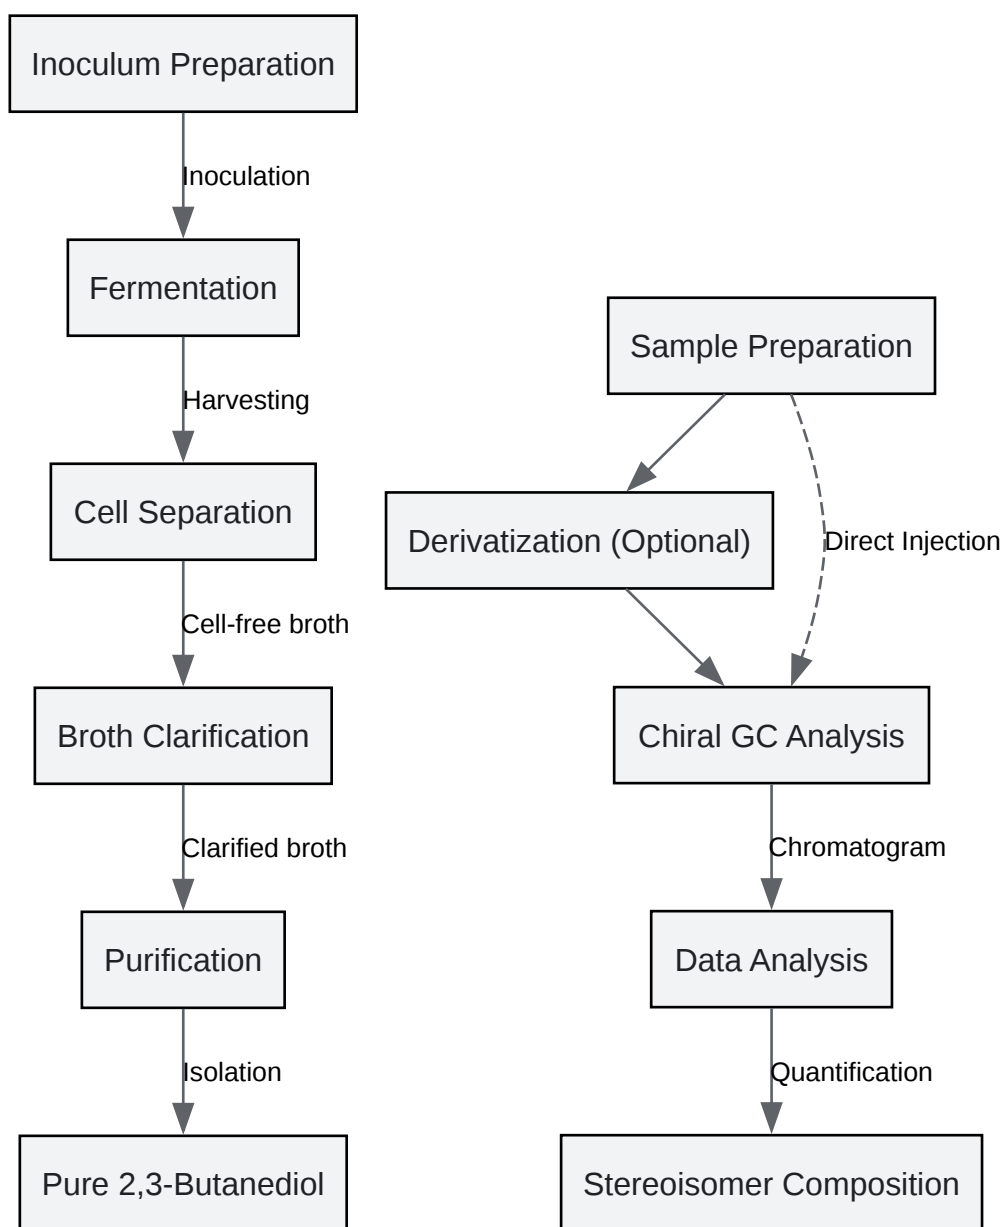 Inoculum Preparation
Inoculation
Fermentation
Harvesting
Cell Separation
Cell-free broth
Broth Clarification
Clarified broth
Purification
Isolation
Pure 2,3-Butanediol
Sample Preparation
Derivatization (Optional)
Direct Injection
Chiral GC Analysis
Chromatogram
Data Analysis
Quantification
Stereoisomer Composition